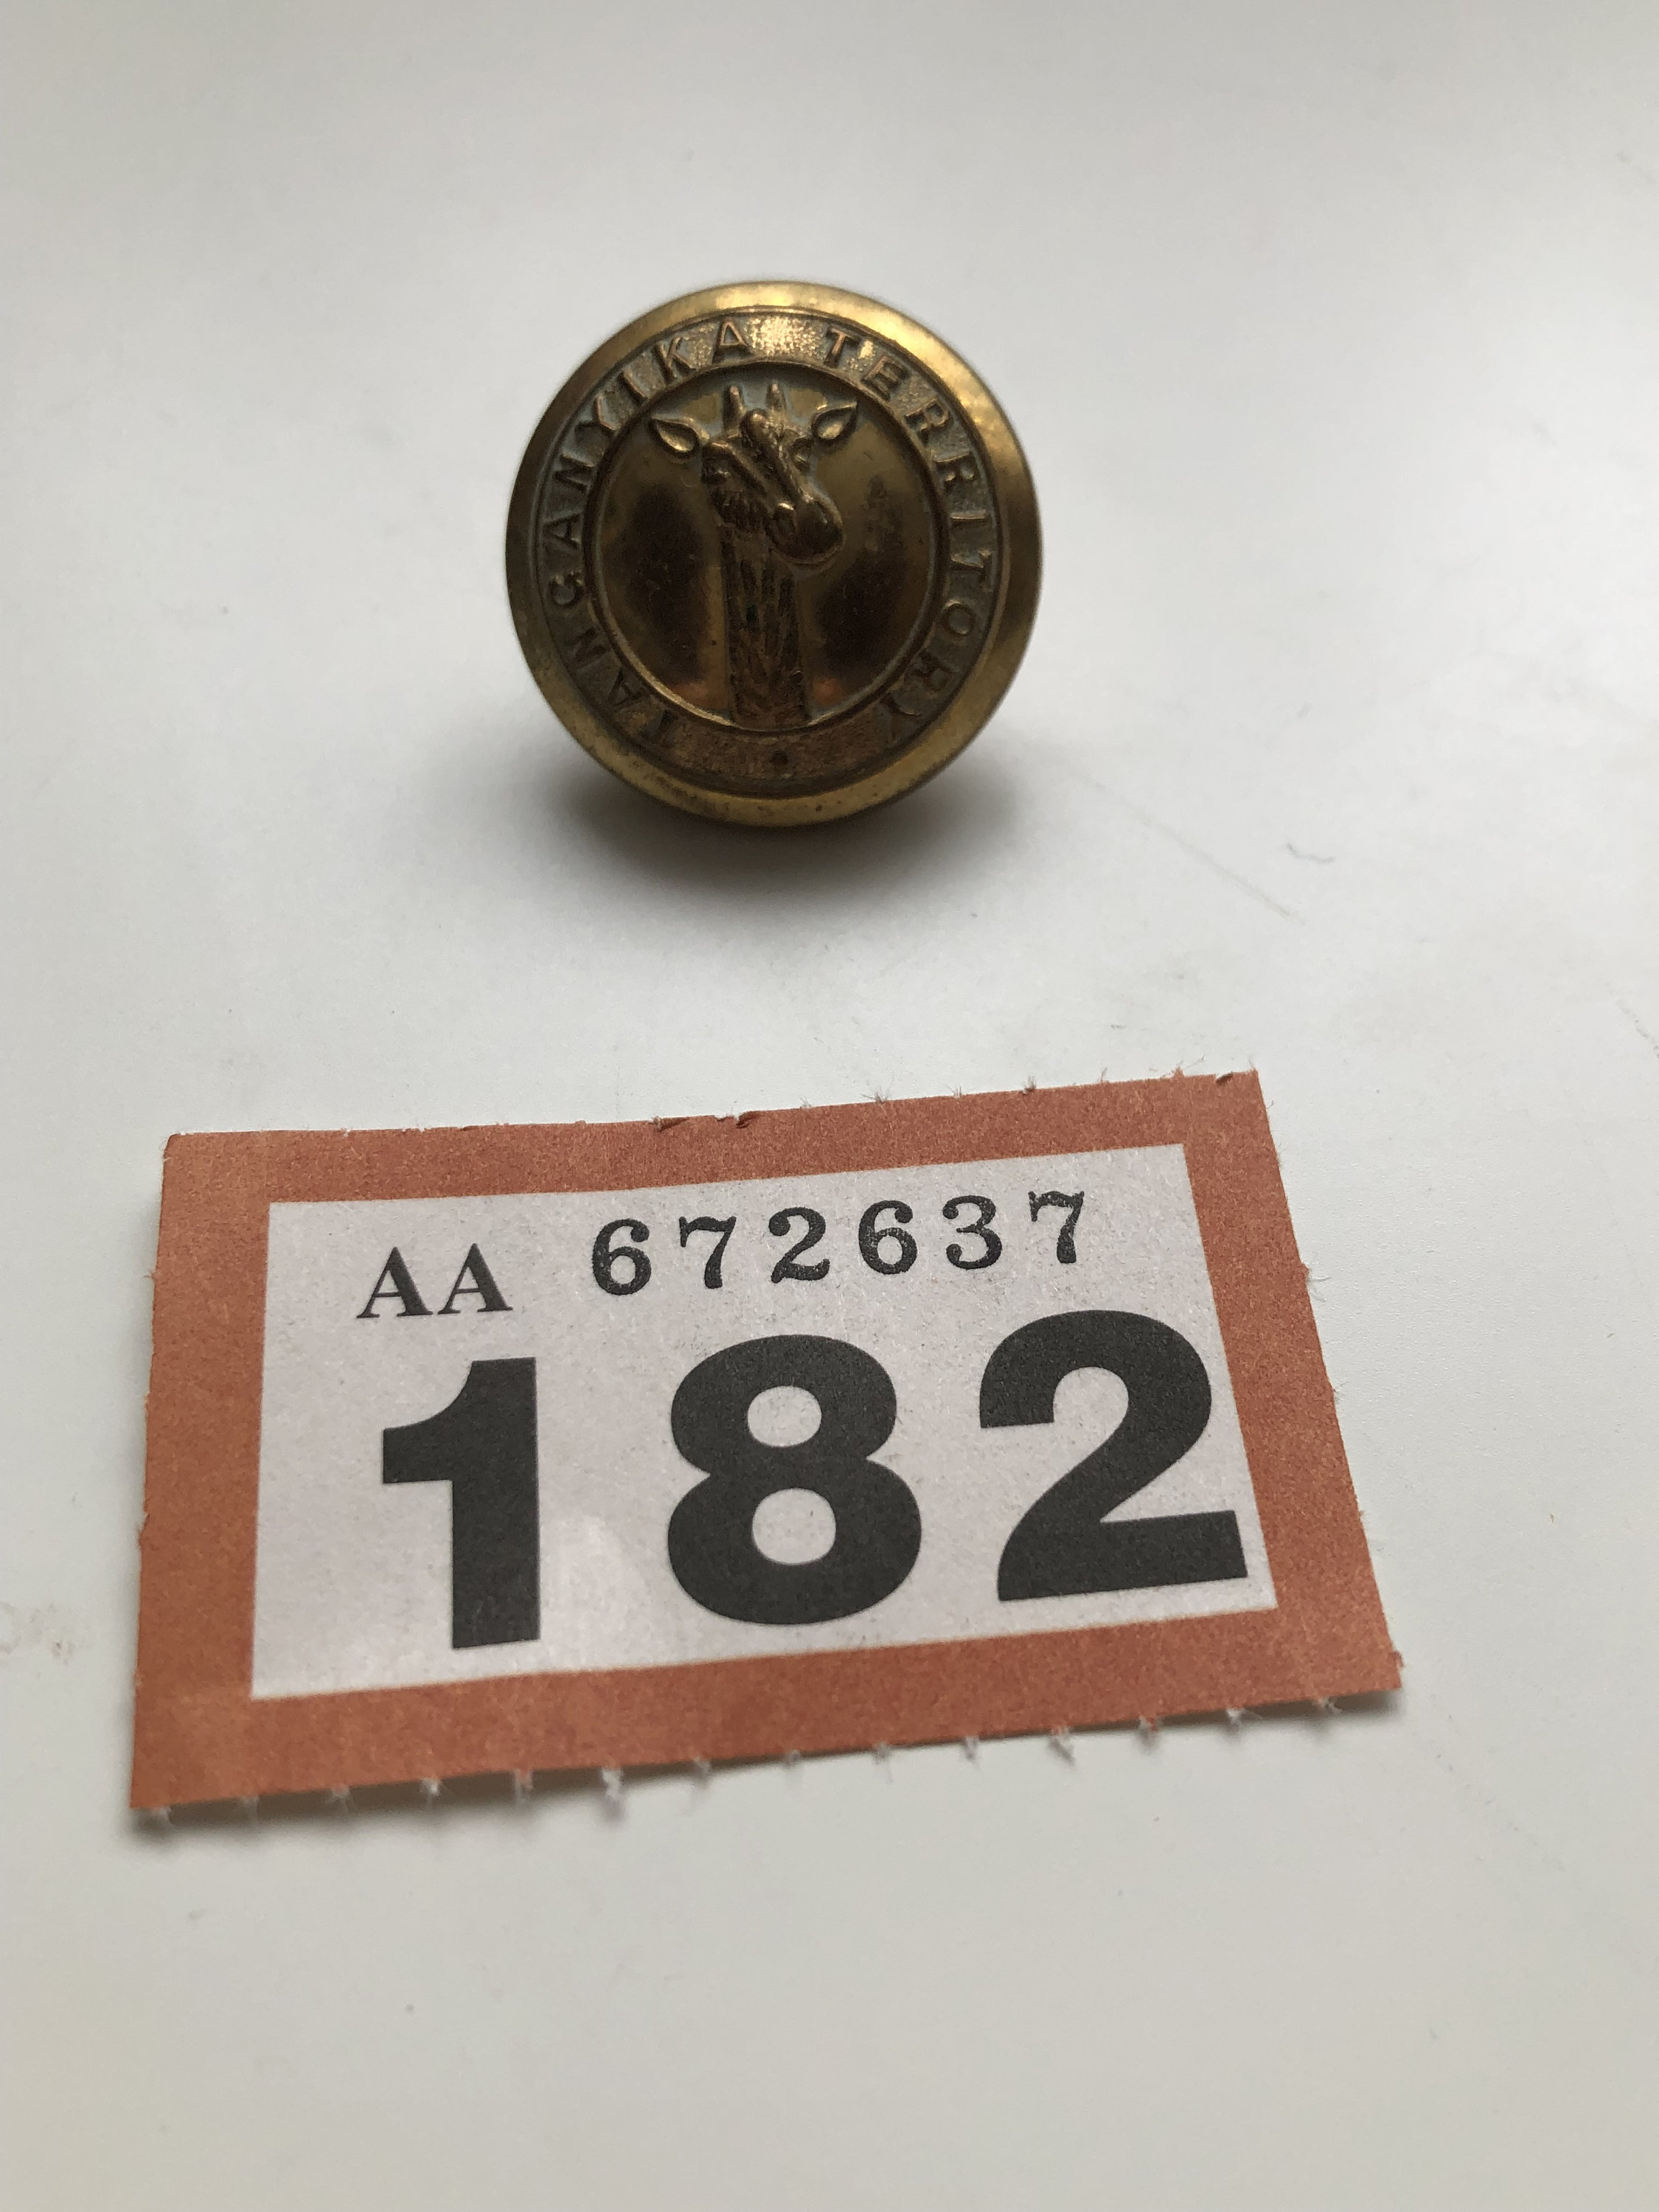 TANGANYIKA TERRITORY
AA 672637
182